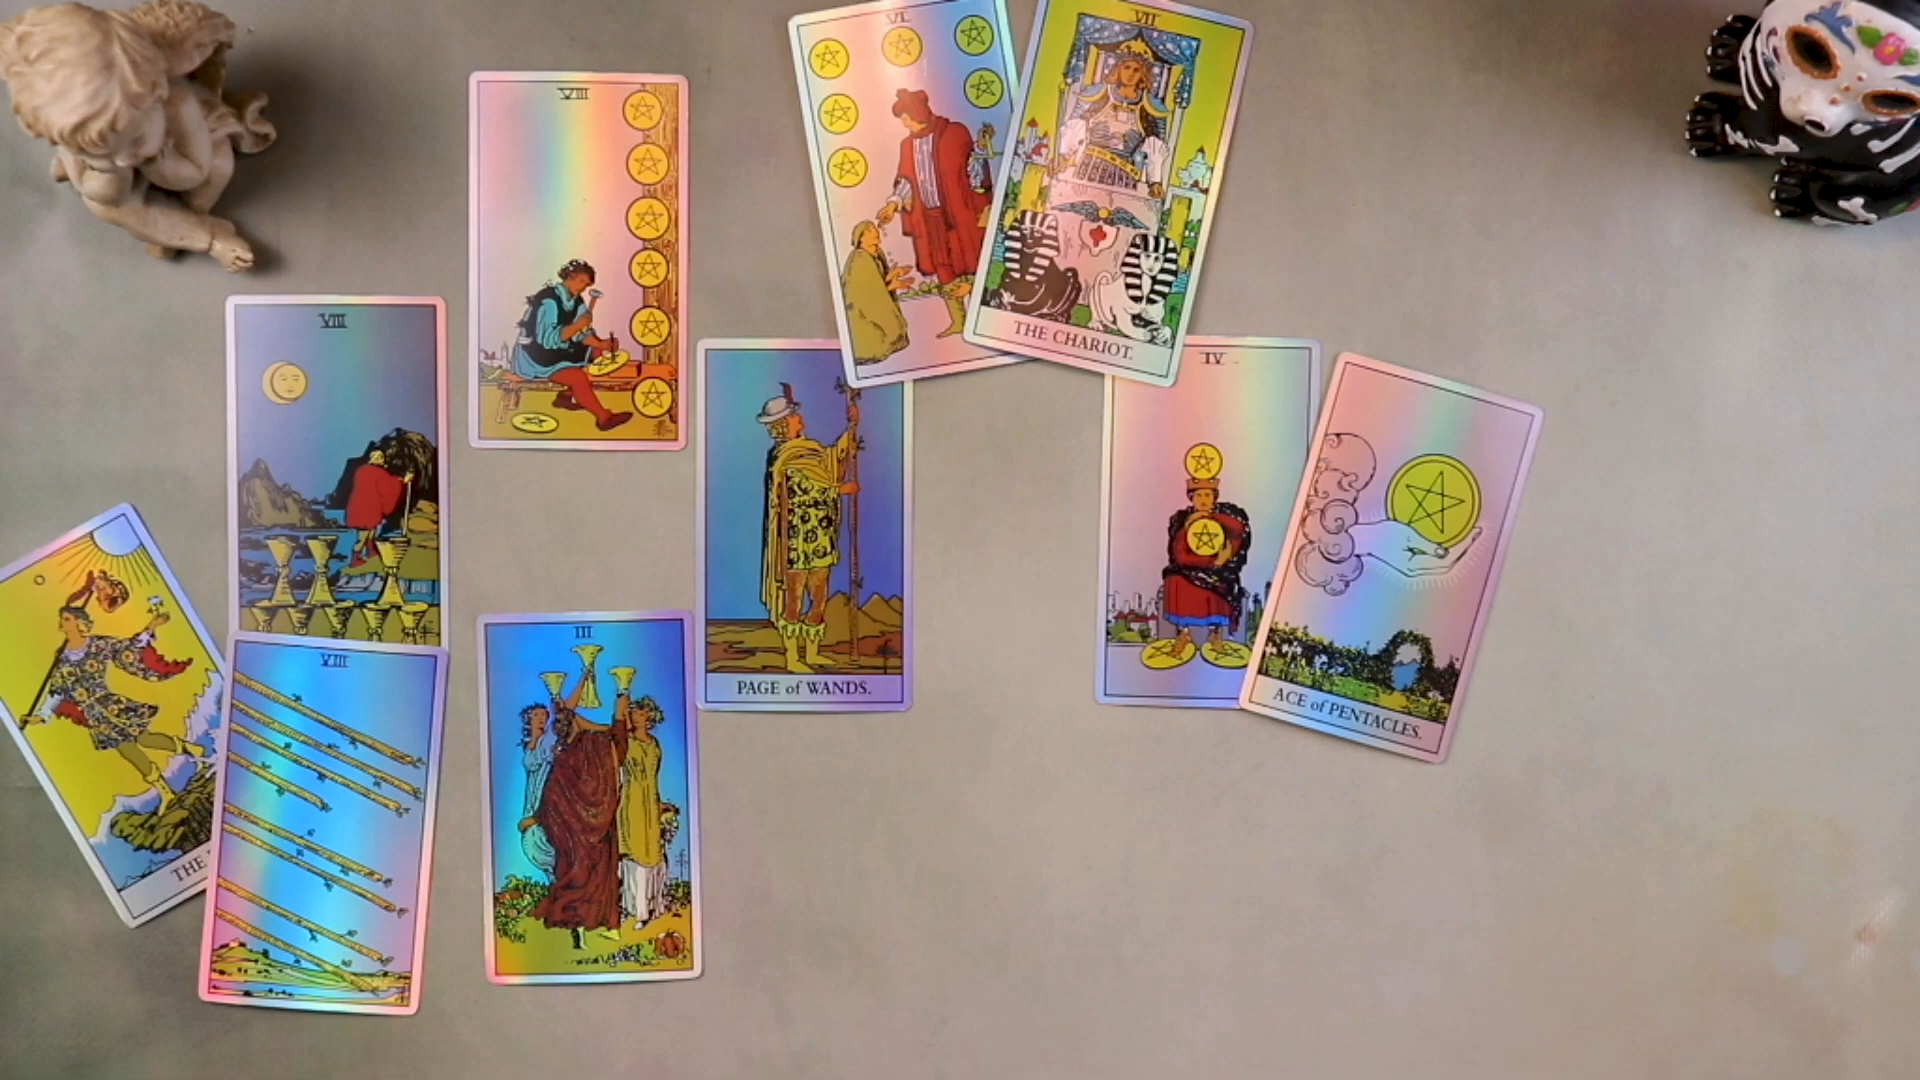 VI
VII
VIII
THE CHARIOT.
VIII
IV
PAGE of WANDS.
ACE of PENTACLES.
THE
VIII
III